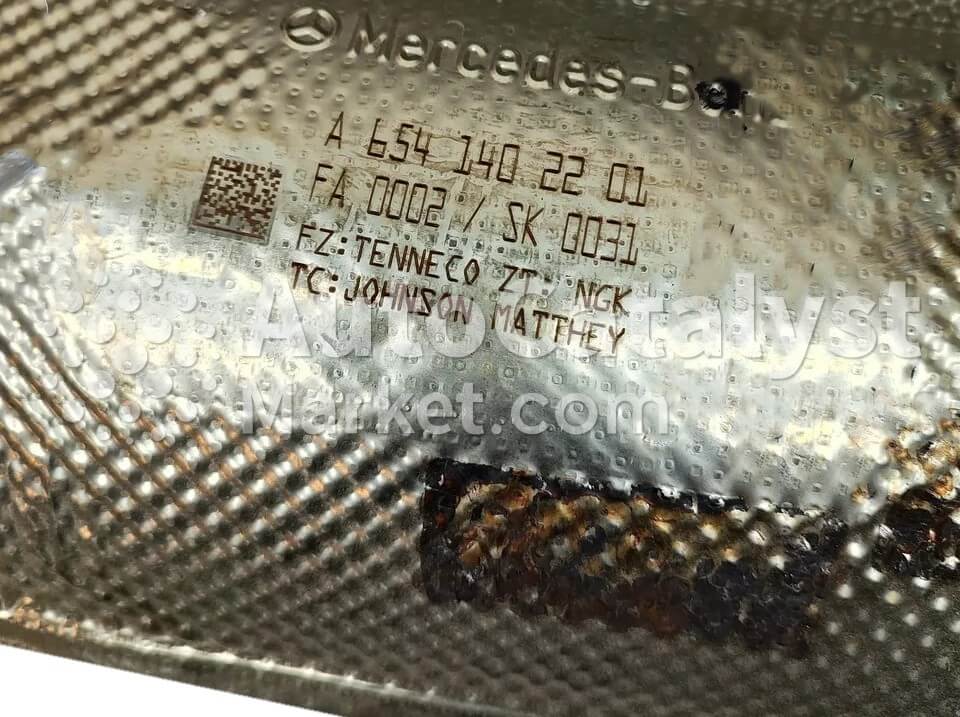 Mercedes-Benz
A 654 140 22 01
FA 0002 / SK 0031
FZ: TENNECO ZT: NGK
TC: JOHNSON MATTHEY
AutoCatalyst
Market.com